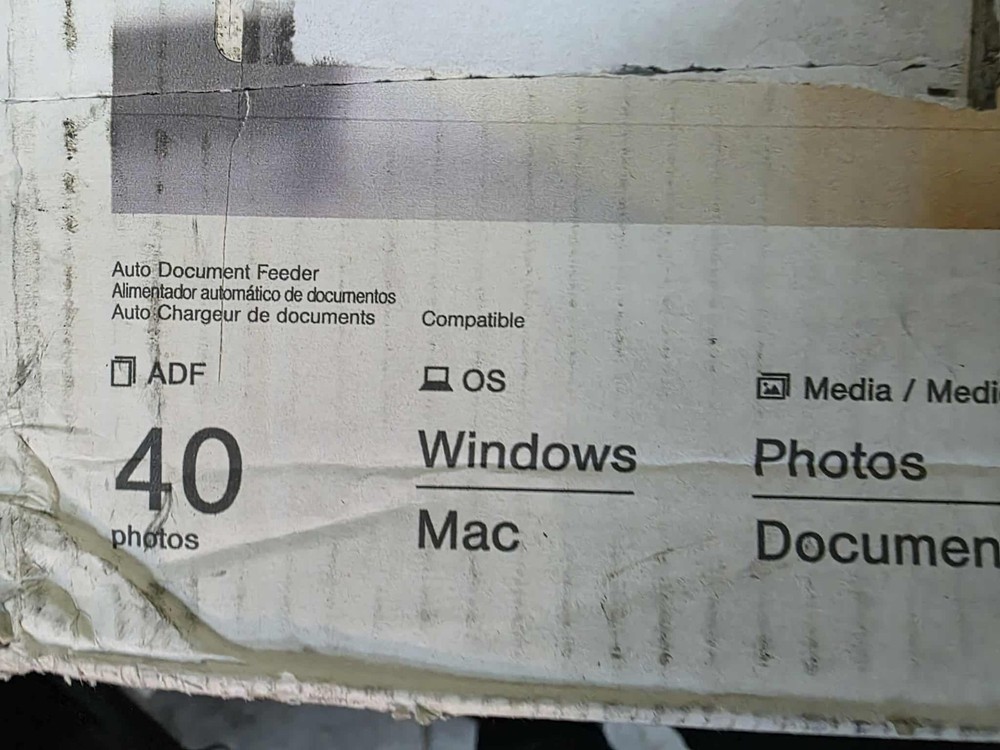 Auto Document Feeder
Alimentador automático de documentos
Auto Chargeur de documents
ADF
40
photos
Compatible
OS
Windows
Mac
Media / Medi
Photos
Documen